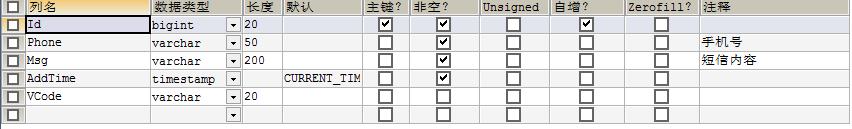 列名 数据类型 长度 默认 主键? 非空? Unsigned 自增? Zerofill? 注释
Id bigint 20
Phone varchar 50 手机号
Msg varchar 200 短信内容
AddTime timestamp CURRENT_TIM
VCode varchar 20